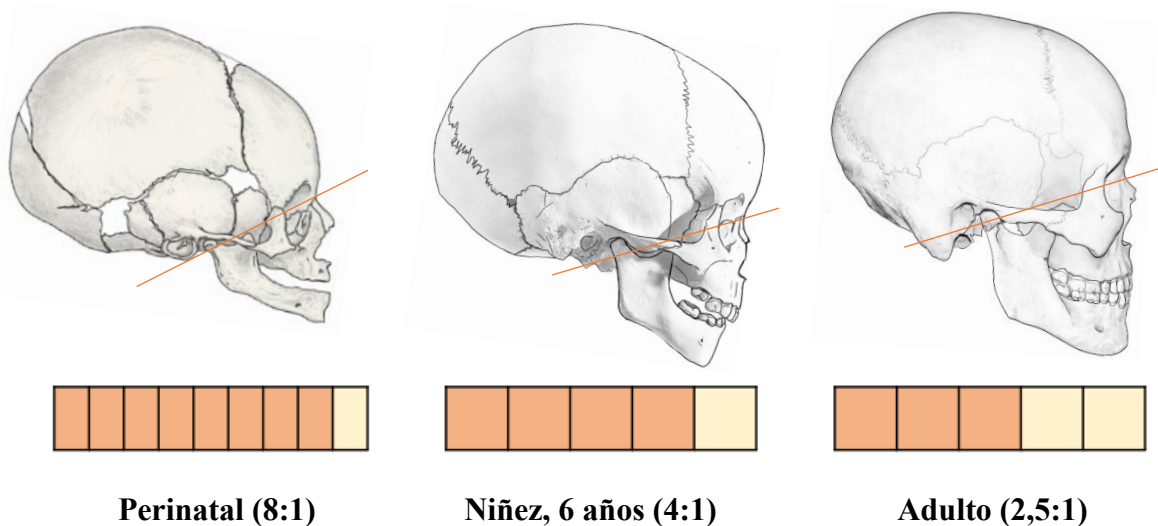 Perinatal (8:1)
Niñez, 6 años (4:1)
Adulto (2,5:1)